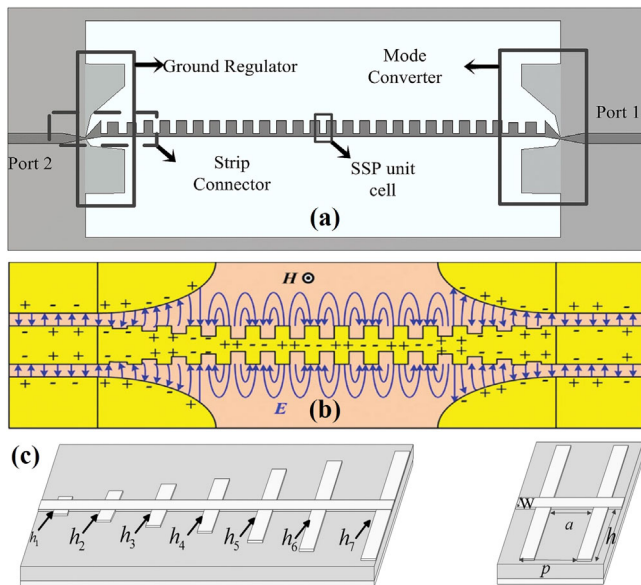 Ground Regulator
Mode
Converter
Port 1
Port 2
Strip
Connector
SSP unit
cell
(a)
+ - + - + + - - + + - - + + - + -
H
E
(b)
(c)
h1
h2
h3
h4
h5
h6
h7
w
a
h
p